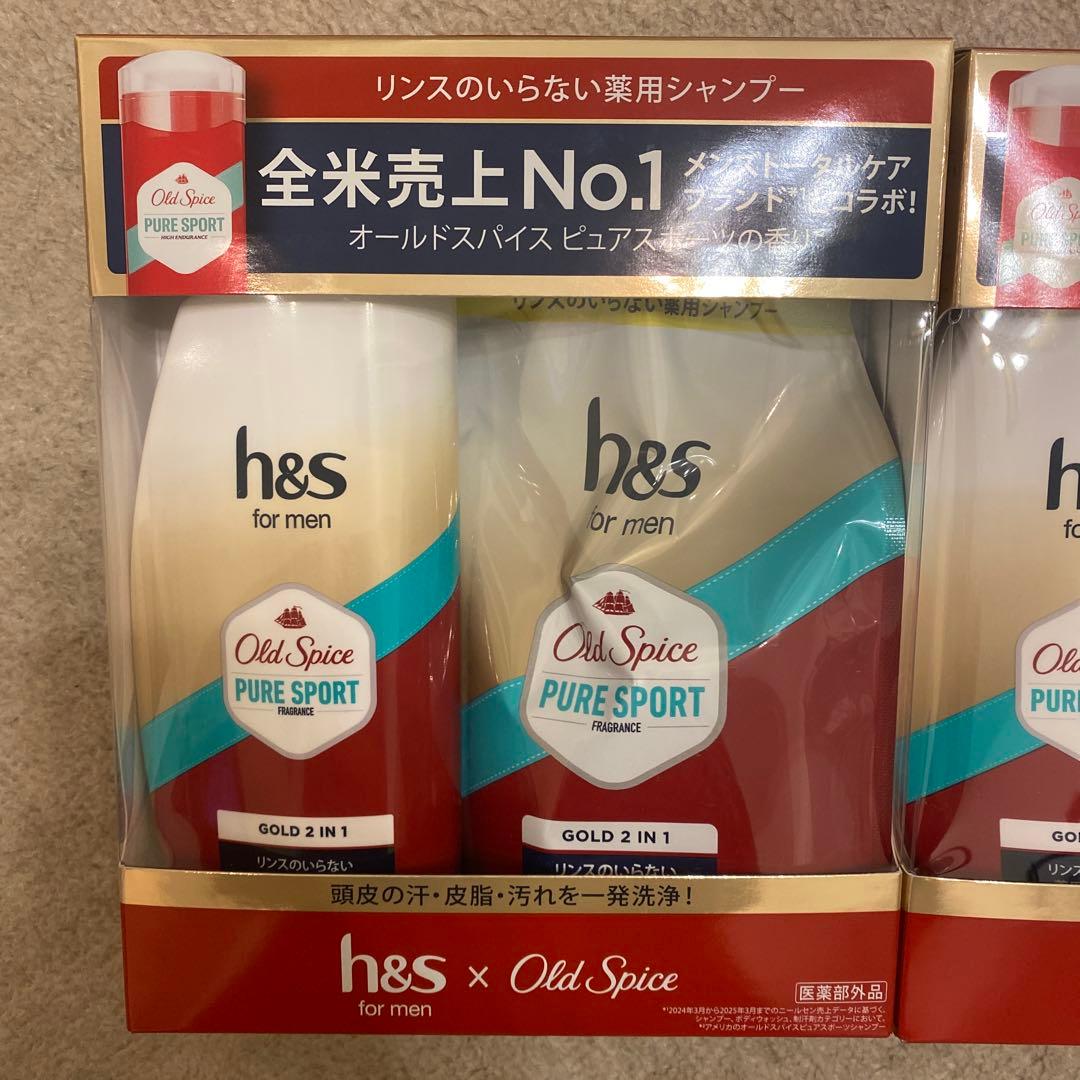 リンスのいらない薬用シャンプー
全米売上No.1
メンズトータルケア
ブランド*¹とコラボ!
オールドスパイス ピュアスポーツの香り
Old Spice
PURE SPORT
HIGH ENDURANCE
リンスのいらない薬用シャンプー
h&s
for men
Old Spice
PURE SPORT
FRAGRANCE
GOLD 2 IN 1
リンスのいらない
h&s
for men
Old Spice
PURE SPORT
FRAGRANCE
GOLD 2 IN 1
リンスのいらない
頭皮の汗・皮脂・汚れを一発洗浄!
h&s for men × Old Spice
医薬部外品
*¹2024年3月から2025年3月までのニールセン売上データに基づく、
シャンプー、ボディウォッシュ、制汗剤カテゴリーにおいて。
*²アメリカのオールドスパイスピュアスポーツシャンプー
Old Spice
PURE SPO
h
fo
Old
PURE
GOL
リン